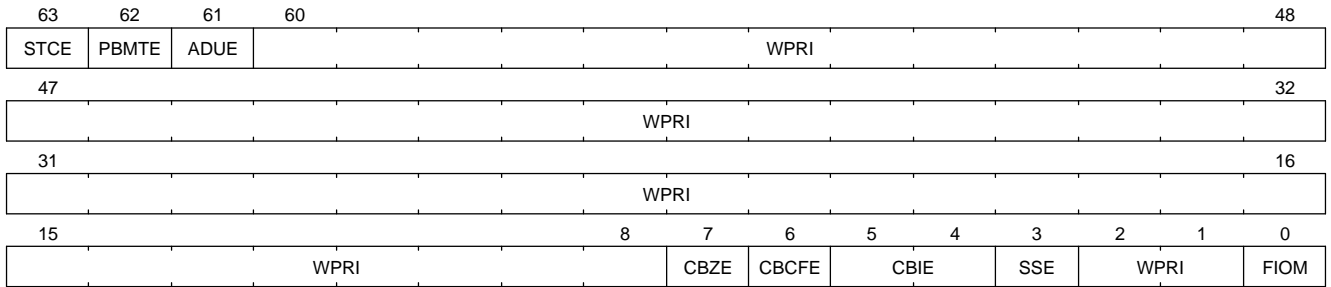 63 62 61 60 48
STCE PBMTE ADUE WPRI
47 32
WPRI
31 16
WPRI
15 8 7 6 5 4 3 2 1 0
WPRI CBZE CBCFE CBIE SSE WPRI FIOM